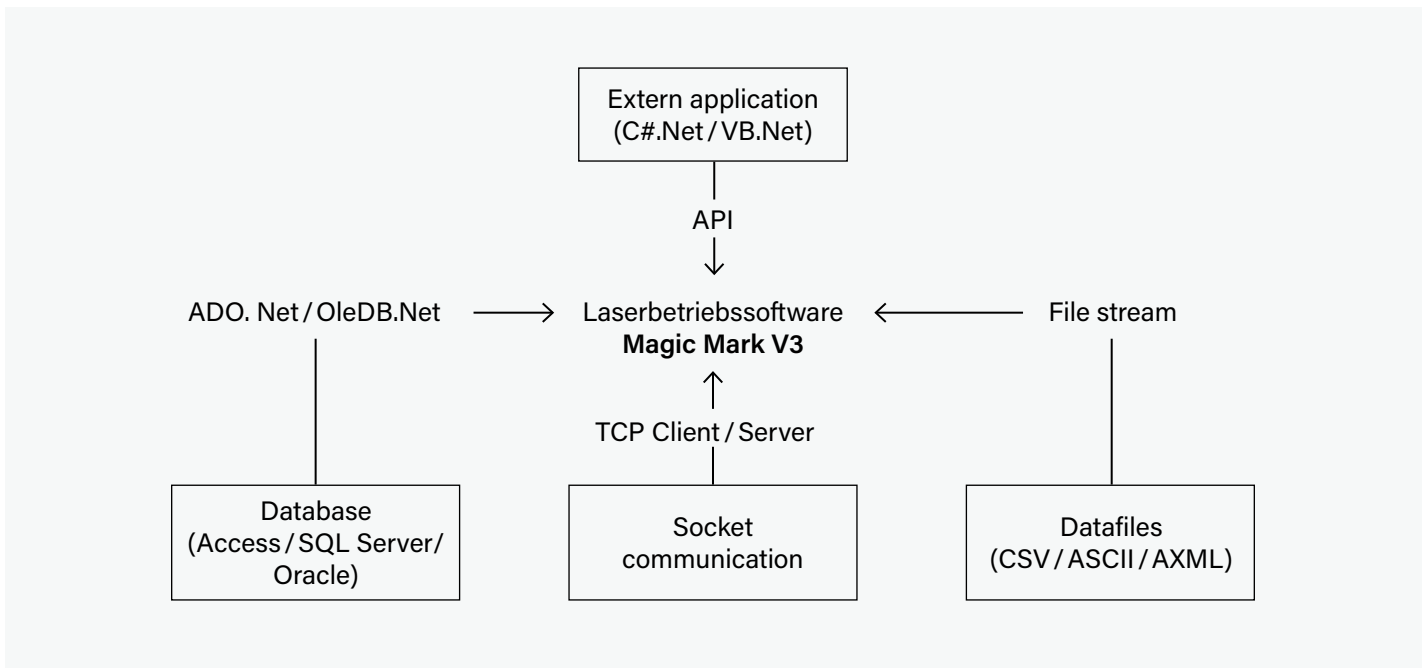 Extern application
(C#.Net / VB.Net)
API
ADO. Net / OleDB.Net
Laserbetriebssoftware
Magic Mark V3
File stream
TCP Client / Server
Database
(Access / SQL Server/
Oracle)
Socket
communication
Datafiles
(CSV / ASCII / AXML)